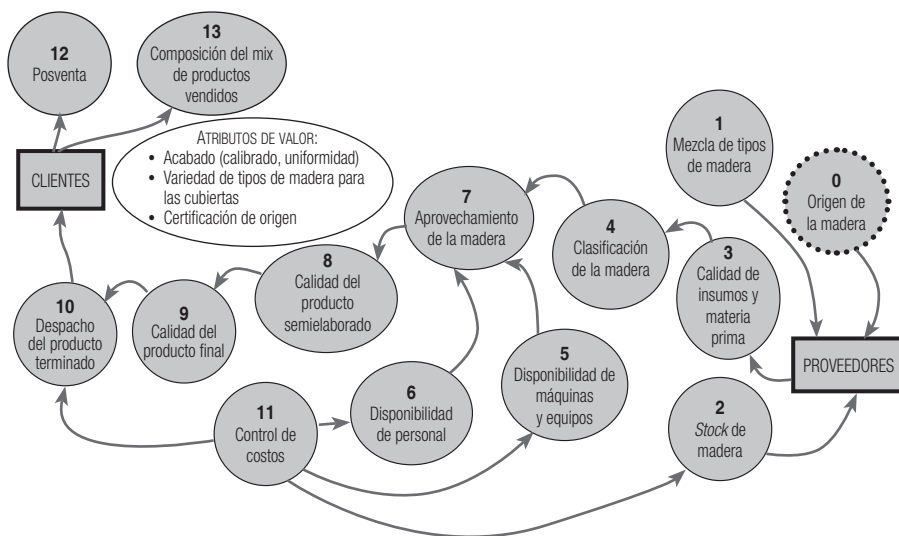 12
Posventa
13
Composición del mix
de productos
vendidos
ATRIBUTOS DE VALOR:
• Acabado (calibrado, uniformidad)
• Variedad de tipos de madera para
las cubiertas
• Certificación de origen
CLIENTES
1
Mezcla de tipos
de madera
0
Origen de
la madera
7
Aprovechamiento
de la madera
4
Clasificación
de la madera
3
Calidad de
insumos y
materia
prima
8
Calidad del
producto
semielaborado
9
Calidad del
producto final
10
Despacho
del producto
terminado
PROVEEDORES
5
Disponibilidad de
máquinas
y equipos
6
Disponibilidad
de personal
11
Control de
costos
2
Stock de
madera